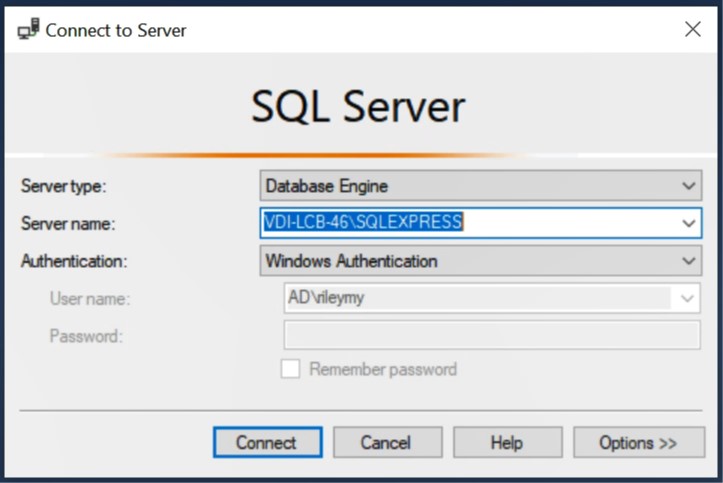 Connect to Server
SQL Server
Server type: Database Engine
Server name: VDI-LCB-46\SQLEXPRESS
Authentication: Windows Authentication
User name: AD\rileymy
Password:
Remember password
Connect Cancel Help Options >>